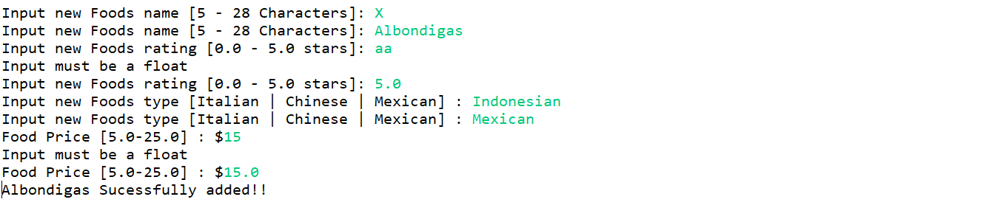 Input new Foods name [5 - 28 Characters]: X
Input new Foods name [5 - 28 Characters]: Albondigas
Input new Foods rating [0.0 - 5.0 stars]: aa
Input must be a float
Input new Foods rating [0.0 - 5.0 stars]: 5.0
Input new Foods type [Italian | Chinese | Mexican] : Indonesian
Input new Foods type [Italian | Chinese | Mexican] : Mexican
Food Price [5.0-25.0] : $15
Input must be a float
Food Price [5.0-25.0] : $15.0
Albondigas Sucessfully added!!